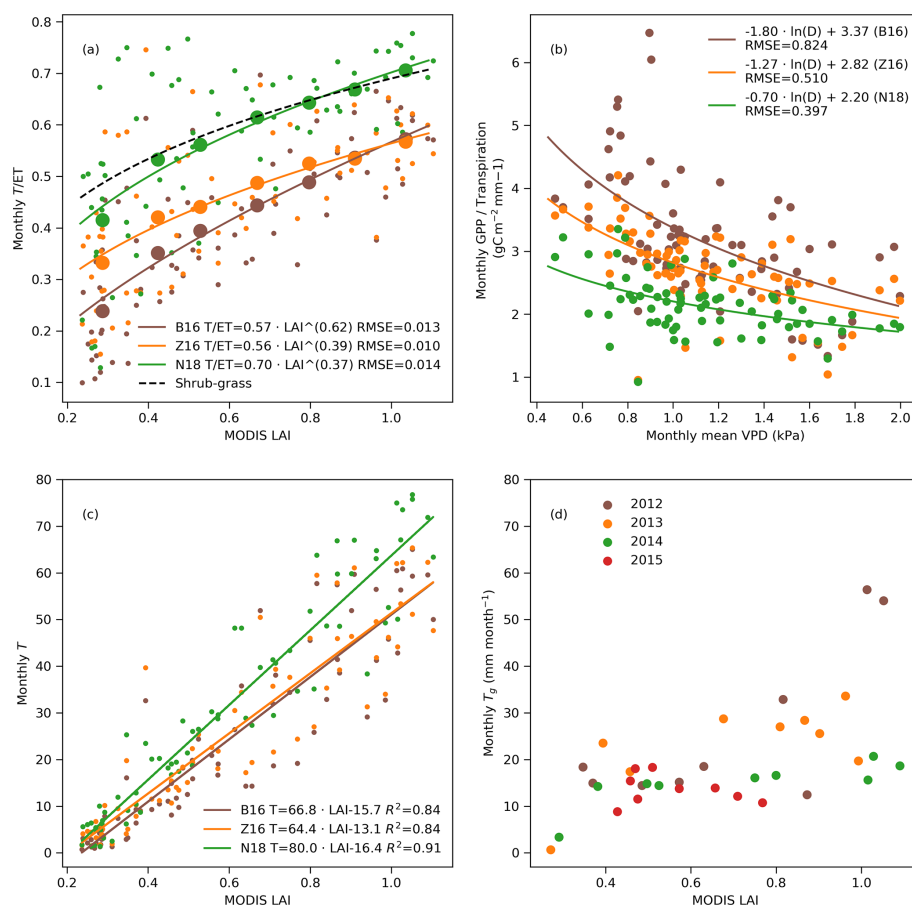 (a)
0.8
0.7
0.6
0.5
0.4
0.3
0.2
0.1
Monthly T/ET
B16 T/ET=0.57 · LAI^(0.62) RMSE=0.013
Z16 T/ET=0.56 · LAI^(0.39) RMSE=0.010
N18 T/ET=0.70 · LAI^(0.37) RMSE=0.014
Shrub-grass
0.2 0.4 0.6 0.8 1.0
MODIS LAI
(b)
7
6
5
4
3
2
1
Monthly GPP / Transpiration
(gC m⁻² mm−1)
-1.80 · ln(D) + 3.37 (B16)
RMSE=0.824
-1.27 · ln(D) + 2.82 (Z16)
RMSE=0.510
-0.70 · ln(D) + 2.20 (N18)
RMSE=0.397
0.4 0.6 0.8 1.0 1.2 1.4 1.6 1.8 2.0
Monthly mean VPD (kPa)
(c)
80
70
60
50
40
30
20
10
0
Monthly T
B16 T=66.8 · LAI-15.7 R²=0.84
Z16 T=64.4 · LAI-13.1 R²=0.84
N18 T=80.0 · LAI-16.4 R²=0.91
0.2 0.4 0.6 0.8 1.0
MODIS LAI
(d)
80
70
60
50
40
30
20
10
0
Monthly Tg (mm month⁻¹)
2012
2013
2014
2015
0.4 0.6 0.8 1.0
MODIS LAI